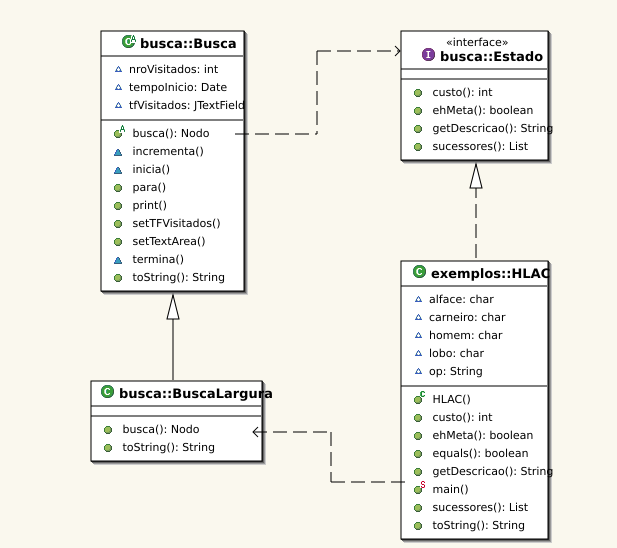 busca::Busca
nroVisitados: int
tempoInicio: Date
tfVisitados: JTextField
busca(): Nodo
incrementa()
inicia()
para()
print()
setTFVisitados()
setTextArea()
termina()
toString(): String
«interface»
busca::Estado
custo(): int
ehMeta(): boolean
getDescricao(): String
sucessores(): List
busca::BuscaLargura
busca(): Nodo
toString(): String
exemplos::HLAC
alface: char
carneiro: char
homem: char
lobo: char
op: String
HLAC()
custo(): int
ehMeta(): boolean
equals(): boolean
getDescricao(): String
main()
sucessores(): List
toString(): String